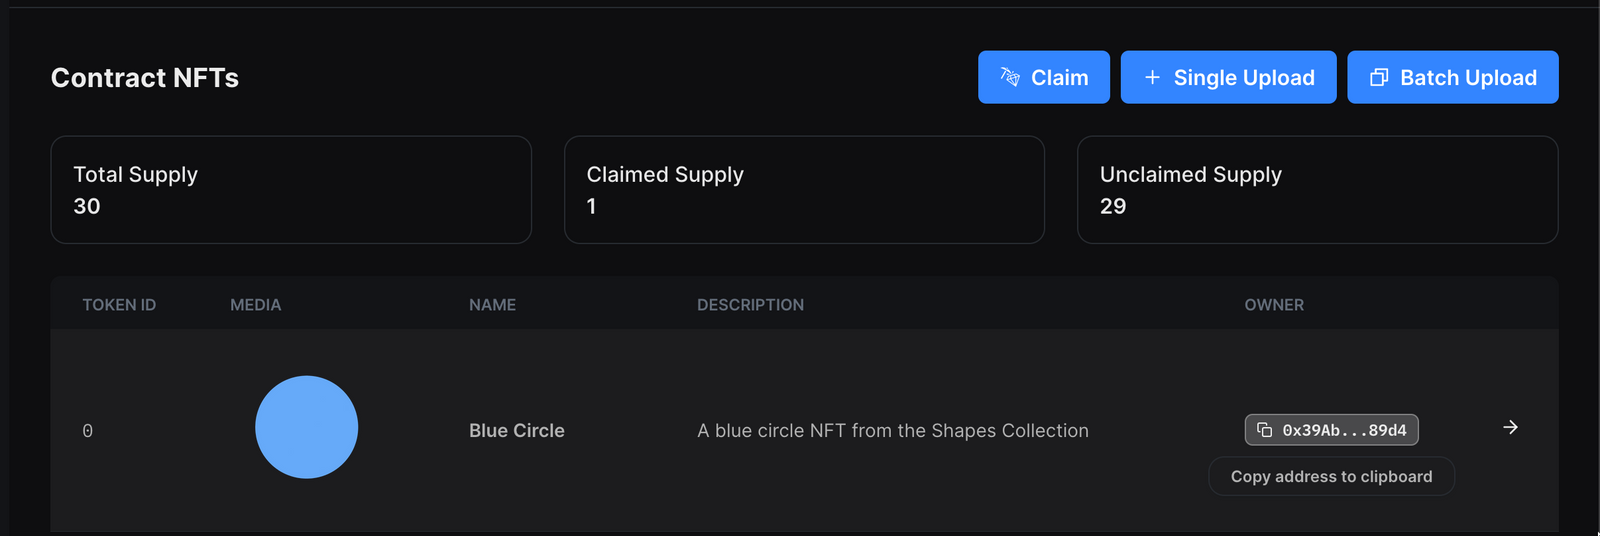 Contract NFTs
Claim
Single Upload
Batch Upload
Total Supply
30
Claimed Supply
1
Unclaimed Supply
29
TOKEN ID MEDIA NAME DESCRIPTION OWNER
0 Blue Circle A blue circle NFT from the Shapes Collection 0x39Ab...89d4
Copy address to clipboard